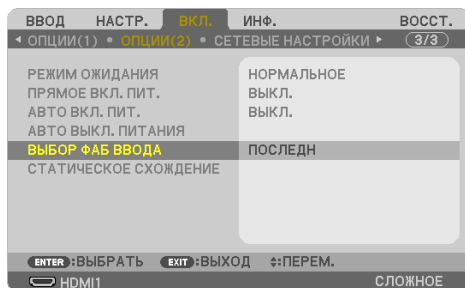 ВВОД НАСТР. ВКЛ. ИНФ. ВОССТ.
ОПЦИИ(1) • ОПЦИИ(2) • СЕТЕВЫЕ НАСТРОЙКИ 3/3
РЕЖИМ ОЖИДАНИЯ НОРМАЛЬНОЕ
ПРЯМОЕ ВКЛ. ПИТ. ВЫКЛ.
АВТО ВКЛ. ПИТ. ВЫКЛ.
АВТО ВЫКЛ. ПИТАНИЯ
ВЫБОР ФАБ ВВОДА ПОСЛЕДН
СТАТИЧЕСКОЕ СХОЖДЕНИЕ
ENTER :ВЫБРАТЬ EXIT :ВЫХОД :ПЕРЕМ.
HDMI1 СЛОЖНОЕ